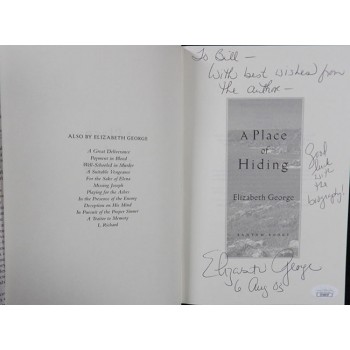 ALSO BY ELIZABETH GEORGE
A Great Deliverance
Payment in Blood
Well-Schooled in Murder
A Suitable Vengeance
For the Sake of Elena
Missing Joseph
Playing for the Ashes
In the Presence of the Enemy
Deception on His Mind
In Pursuit of the Proper Sinner
A Traitor to Memory
I, Richard
To Bill —
With best wishes from
the author —
A Place of
Hiding
Elizabeth George
BANTAM BOOKS
Good
luck
with
the
biography!
Elizabeth George
6 Aug 05
JSA